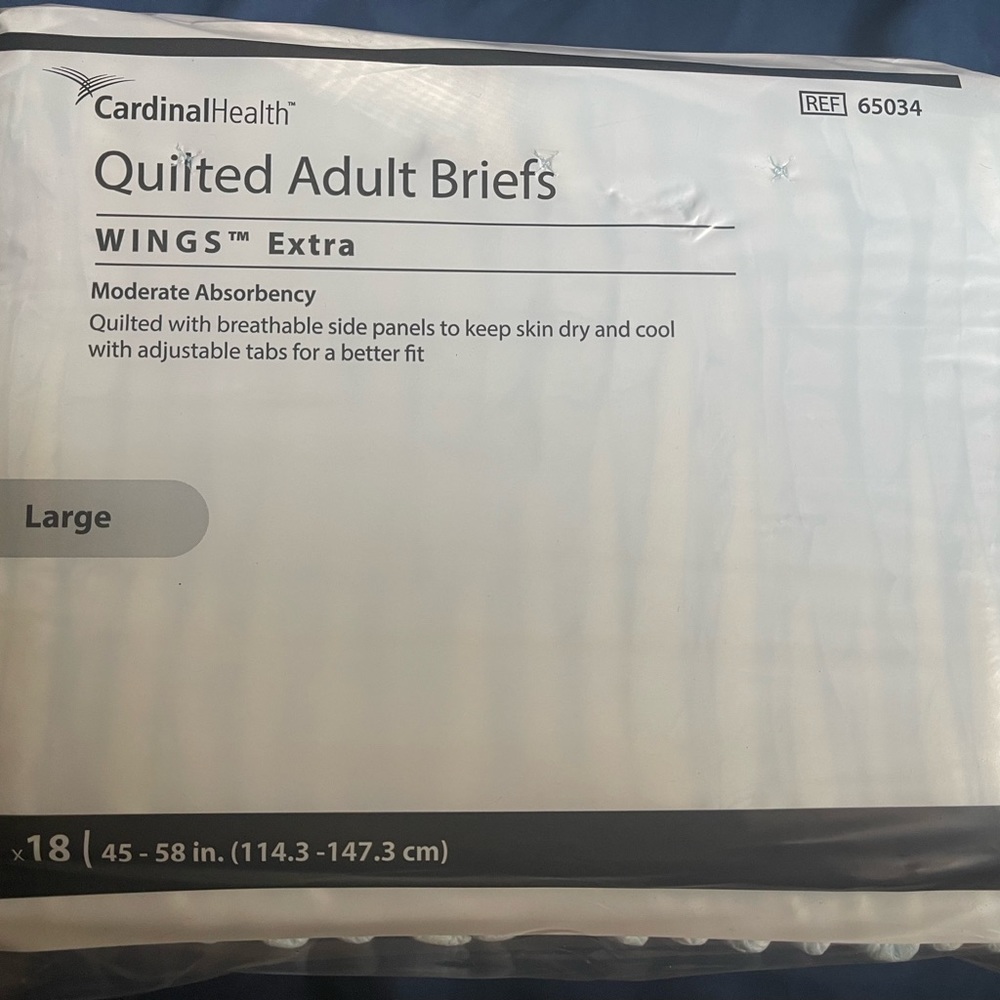 CardinalHealth™
REF 65034
Quilted Adult Briefs
WINGS™ Extra
Moderate Absorbency
Quilted with breathable side panels to keep skin dry and cool
with adjustable tabs for a better fit
Large
x18 | 45 - 58 in. (114.3 -147.3 cm)